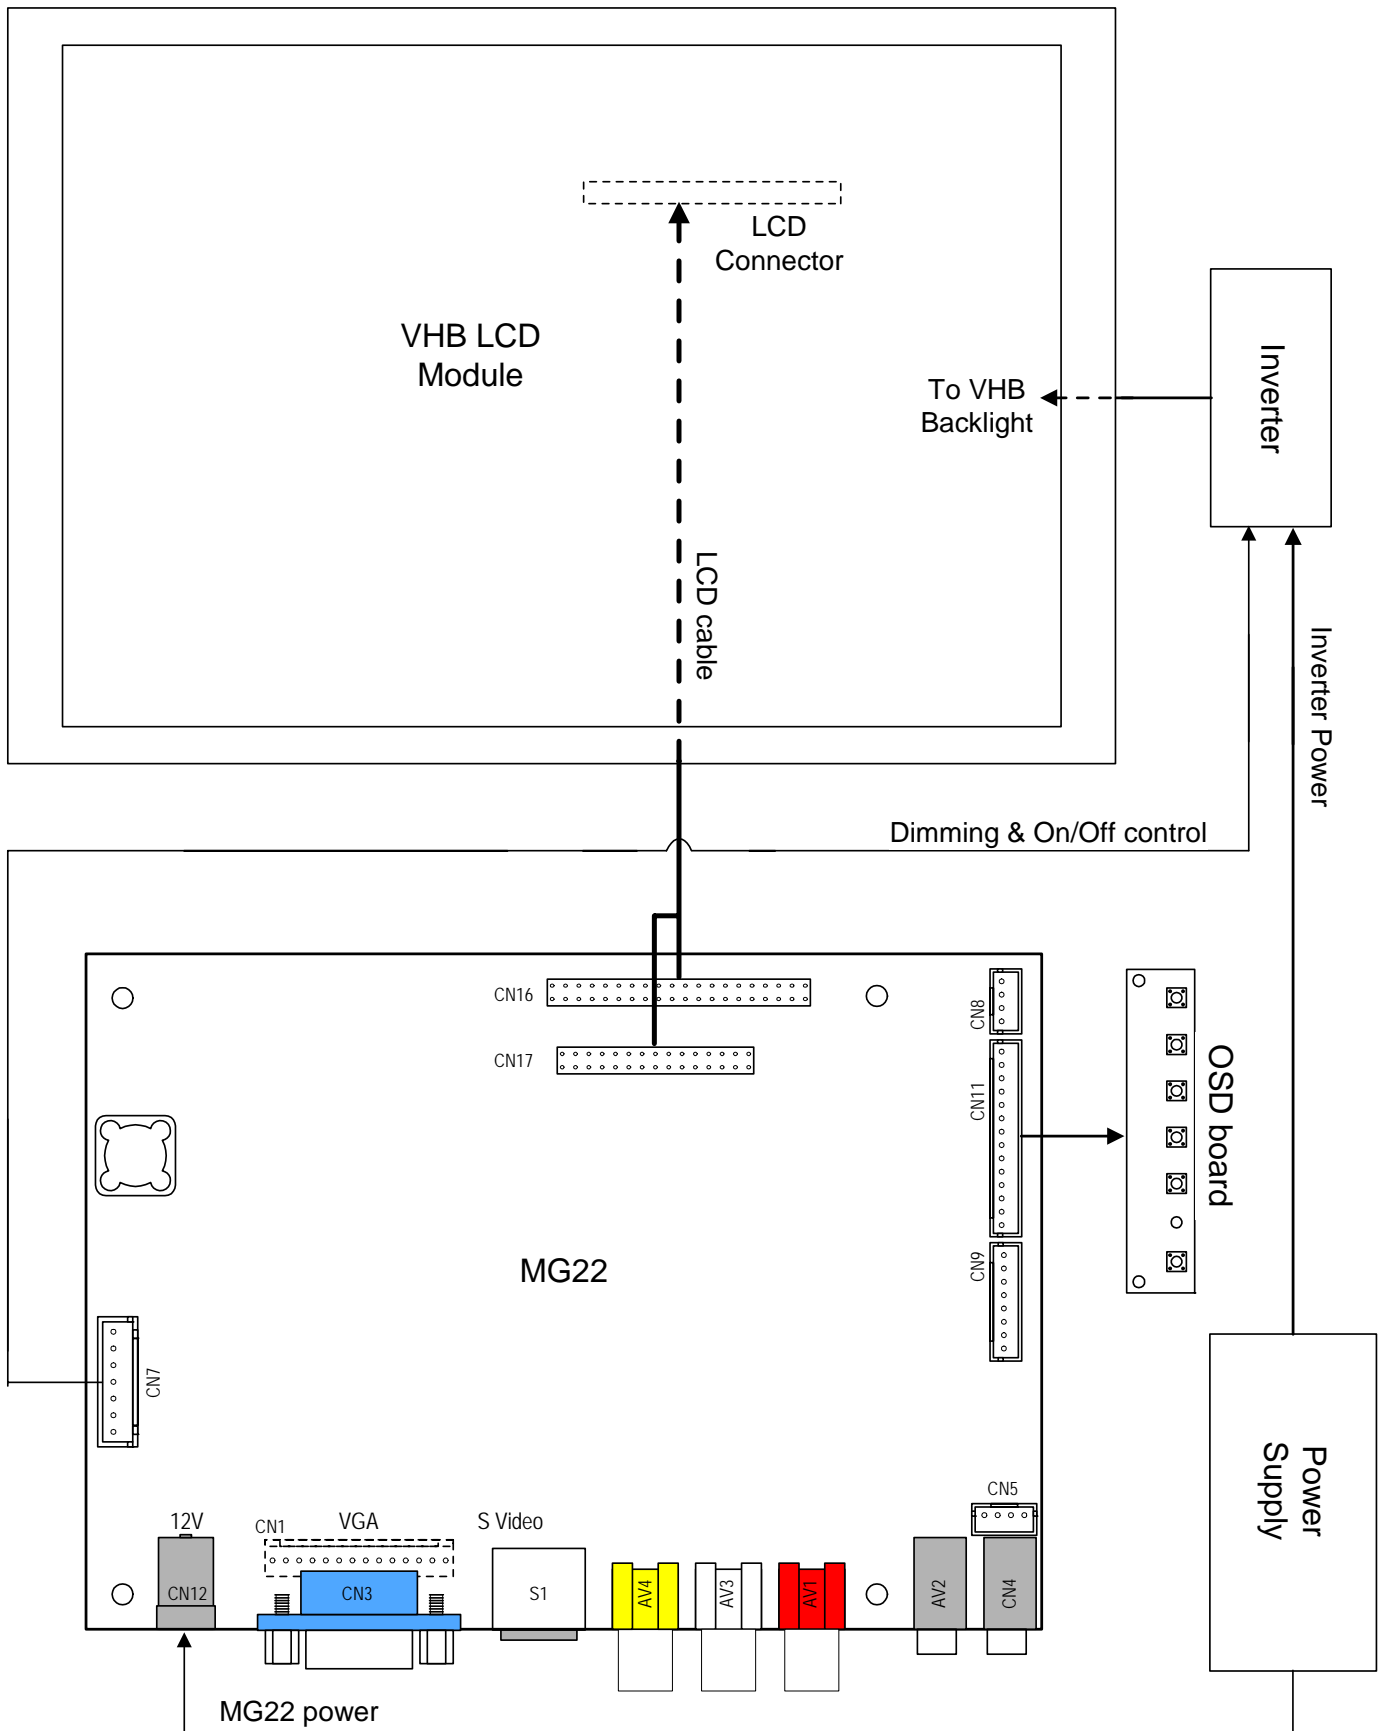 LCD
Connector
VHB LCD
Module
To VHB
Backlight
Inverter
LCD cable
Inverter Power
Dimming & On/Off control
CN16
CN8
CN17
CN11
OSD board
CN9
MG22
CN7
Power
Supply
CN5
12V
CN1
VGA
S Video
CN12
CN3
S1
AV4
AV3
AV1
AV2
CN4
MG22 power